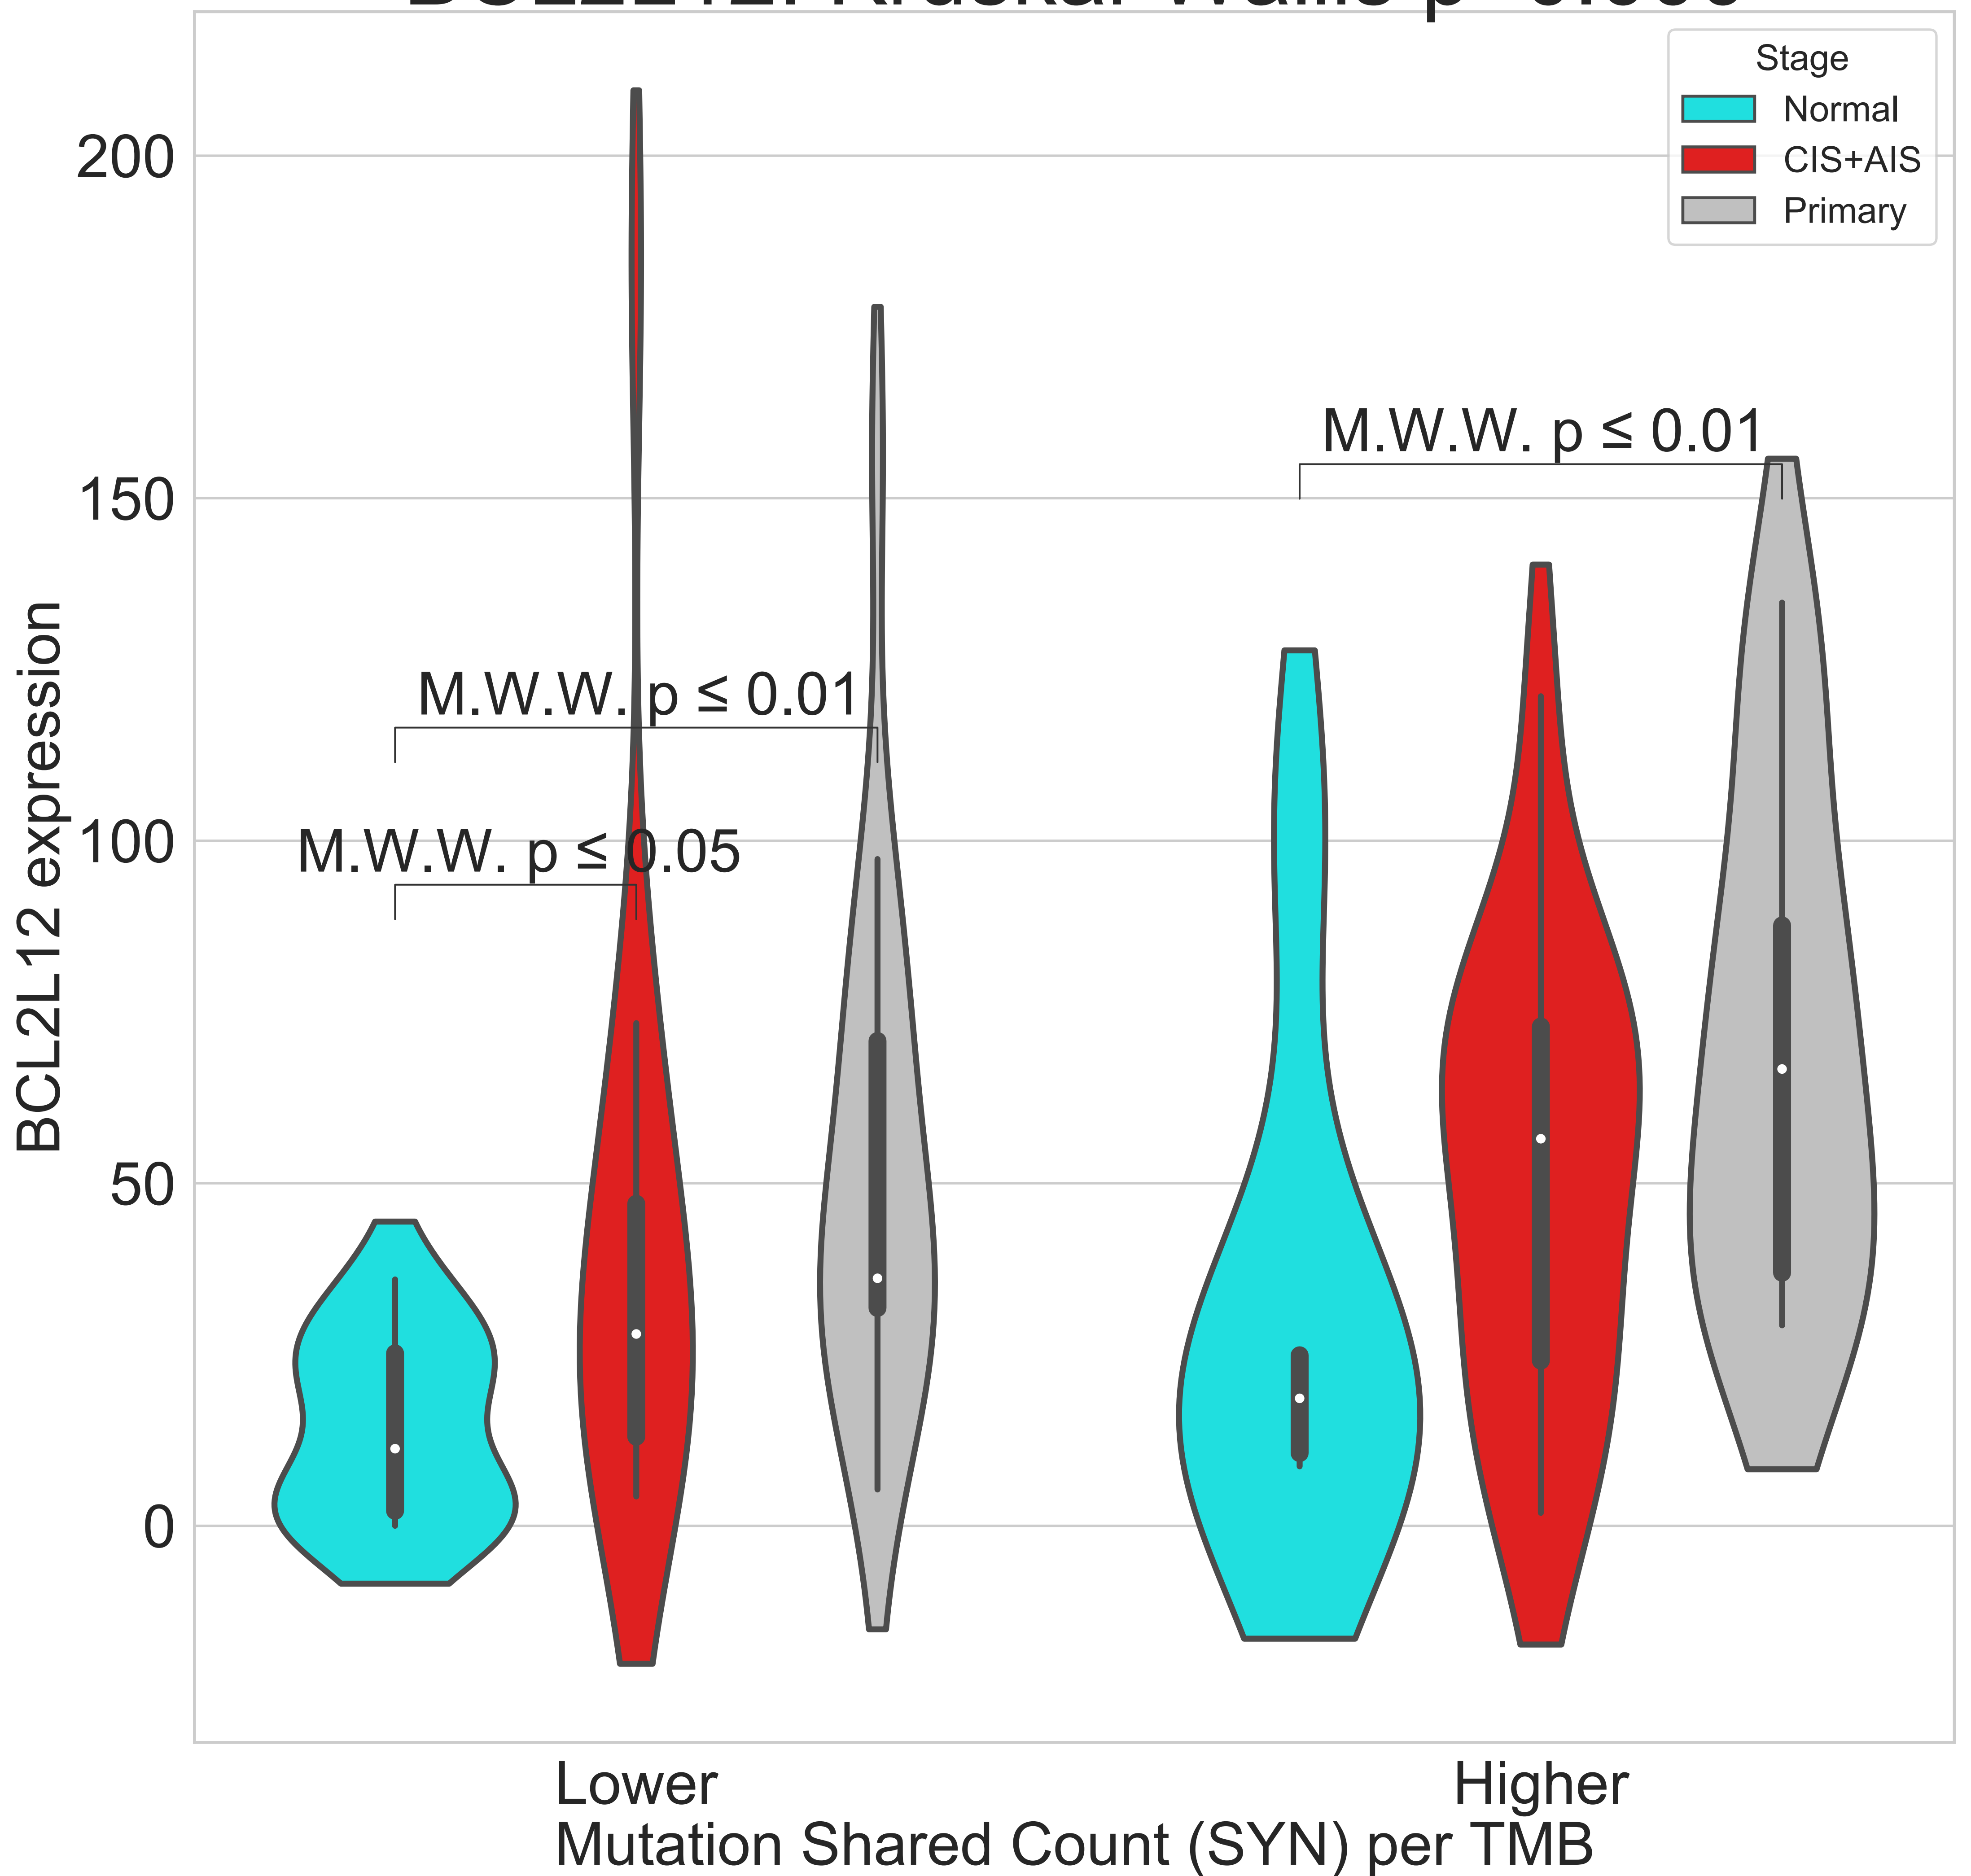 Stage
Normal
CIS+AIS
Primary
200
150
100
50
0
BCL2L12 expression
M.W.W. p ≤ 0.01
M.W.W. p ≤ 0.01
M.W.W. p ≤ 0.05
Lower
Higher
Mutation Shared Count (SYN) per TMB